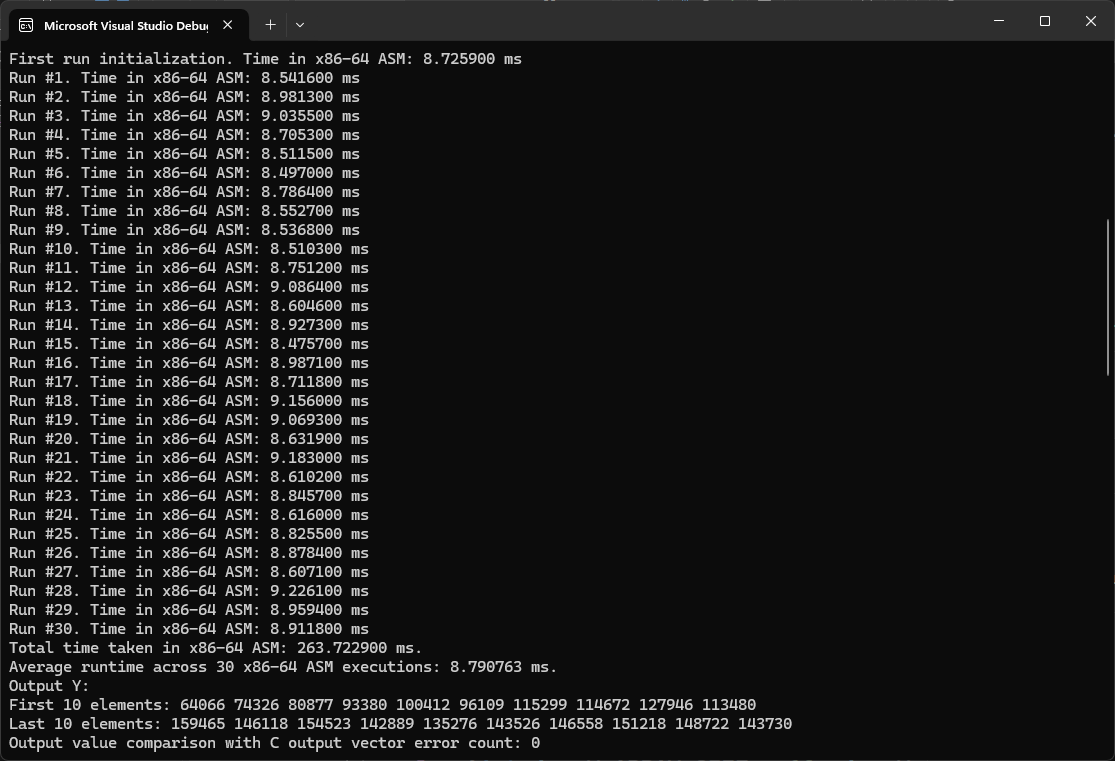 Microsoft Visual Studio Debug
First run initialization. Time in x86-64 ASM: 8.725900 ms
Run #1. Time in x86-64 ASM: 8.541600 ms
Run #2. Time in x86-64 ASM: 8.981300 ms
Run #3. Time in x86-64 ASM: 9.035500 ms
Run #4. Time in x86-64 ASM: 8.705300 ms
Run #5. Time in x86-64 ASM: 8.511500 ms
Run #6. Time in x86-64 ASM: 8.497000 ms
Run #7. Time in x86-64 ASM: 8.786400 ms
Run #8. Time in x86-64 ASM: 8.552700 ms
Run #9. Time in x86-64 ASM: 8.536800 ms
Run #10. Time in x86-64 ASM: 8.510300 ms
Run #11. Time in x86-64 ASM: 8.751200 ms
Run #12. Time in x86-64 ASM: 9.086400 ms
Run #13. Time in x86-64 ASM: 8.604600 ms
Run #14. Time in x86-64 ASM: 8.927300 ms
Run #15. Time in x86-64 ASM: 8.475700 ms
Run #16. Time in x86-64 ASM: 8.987100 ms
Run #17. Time in x86-64 ASM: 8.711800 ms
Run #18. Time in x86-64 ASM: 9.156000 ms
Run #19. Time in x86-64 ASM: 9.069300 ms
Run #20. Time in x86-64 ASM: 8.631900 ms
Run #21. Time in x86-64 ASM: 9.183000 ms
Run #22. Time in x86-64 ASM: 8.610200 ms
Run #23. Time in x86-64 ASM: 8.845700 ms
Run #24. Time in x86-64 ASM: 8.616000 ms
Run #25. Time in x86-64 ASM: 8.825500 ms
Run #26. Time in x86-64 ASM: 8.878400 ms
Run #27. Time in x86-64 ASM: 8.607100 ms
Run #28. Time in x86-64 ASM: 9.226100 ms
Run #29. Time in x86-64 ASM: 8.959400 ms
Run #30. Time in x86-64 ASM: 8.911800 ms
Total time taken in x86-64 ASM: 263.722900 ms.
Average runtime across 30 x86-64 ASM executions: 8.790763 ms.
Output Y:
First 10 elements: 64066 74326 80877 93380 100412 96109 115299 114672 127946 113480
Last 10 elements: 159465 146118 154523 142889 135276 143526 146558 151218 148722 143730
Output value comparison with C output vector error count: 0